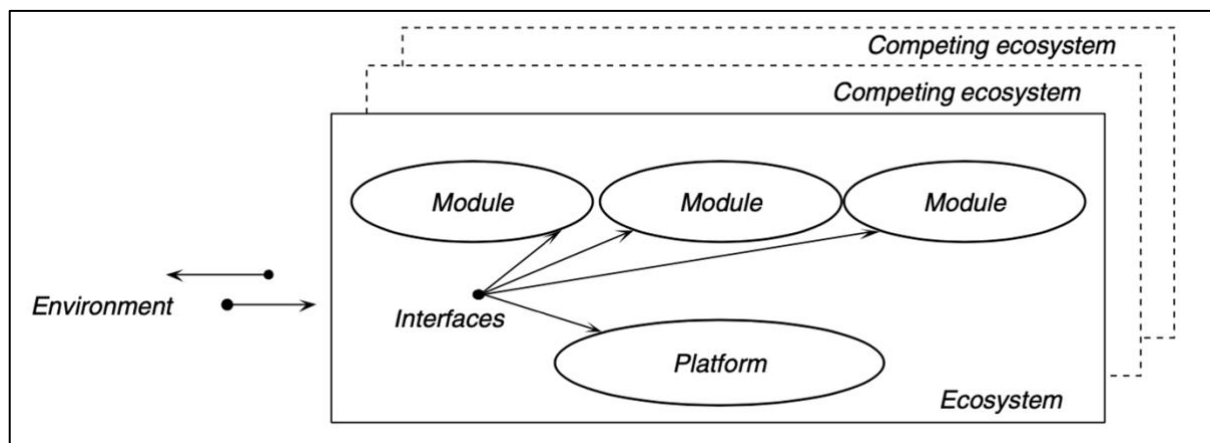 Competing ecosystem
Competing ecosystem
Module Module Module
Environment
Interfaces
Platform
Ecosystem